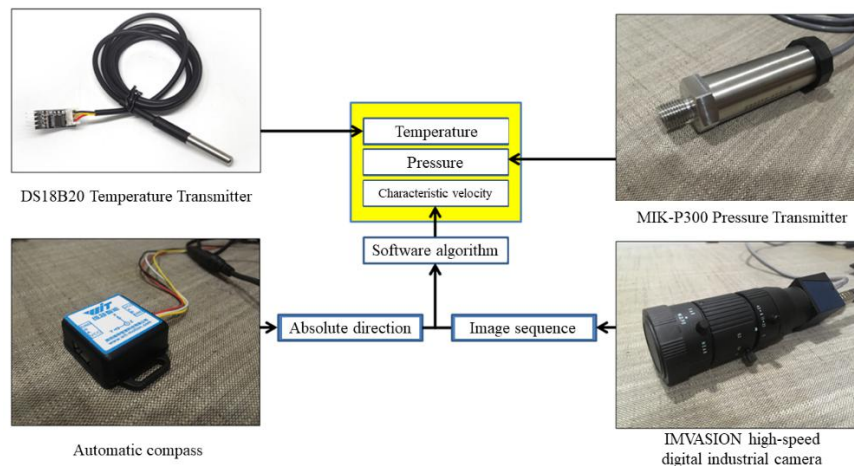 Temperature
Pressure
Characteristic velocity
DS18B20 Temperature Transmitter
MIK-P300 Pressure Transmitter
Software algorithm
Absolute direction
Image sequence
Automatic compass
IMVASION high-speed
digital industrial camera